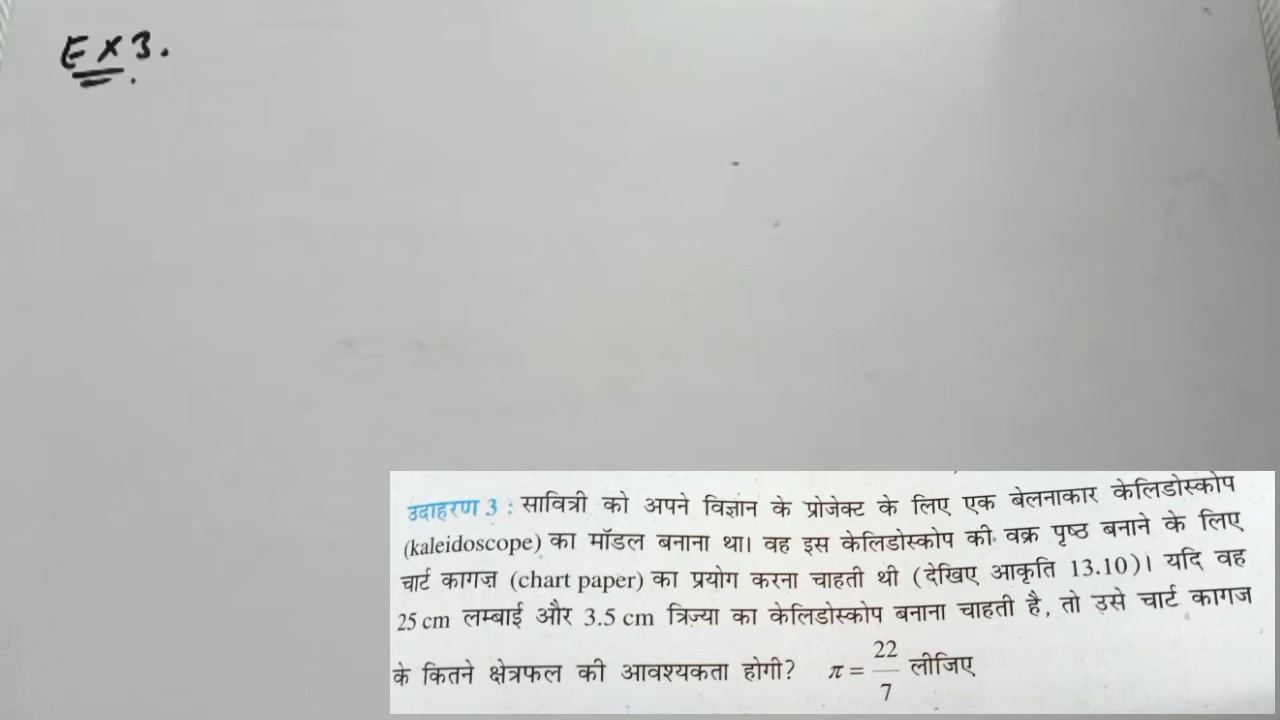 EX3.
उदाहरण 3 : सावित्री को अपने विज्ञान के प्रोजेक्ट के लिए एक बेलनाकार केलिडोस्कोप
(kaleidoscope) का मॉडल बनाना था। वह इस केलिडोस्कोप की वक्र पृष्ठ बनाने के लिए
चार्ट कागज (chart paper) का प्रयोग करना चाहती थी (देखिए आकृति 13.10)। यदि वह
25 cm लम्बाई और 3.5 cm त्रिज्या का केलिडोस्कोप बनाना चाहती है, तो उसे चार्ट कागज
के कितने क्षेत्रफल की आवश्यकता होगी? π = 22/7 लीजिए